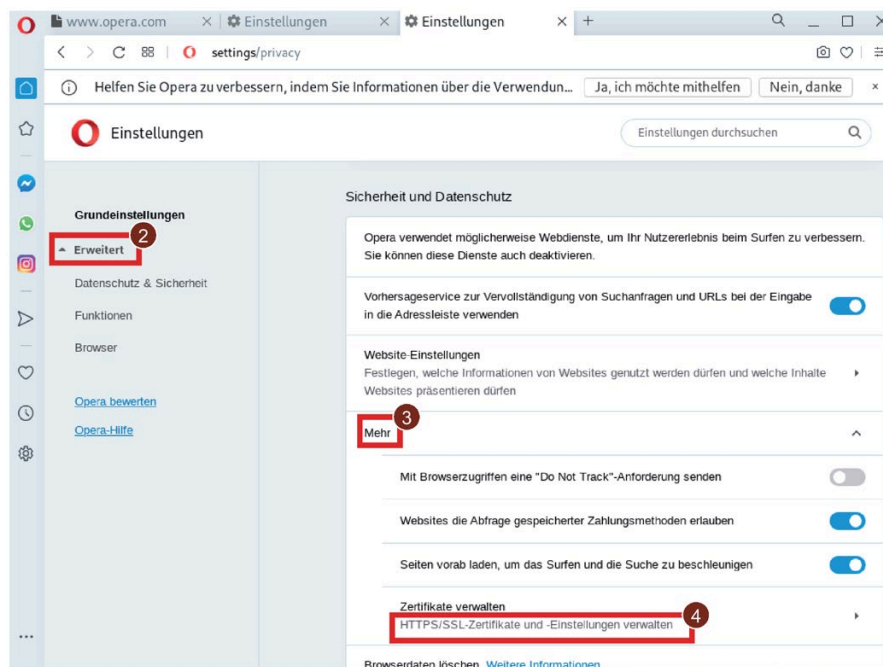 www.opera.com
Einstellungen
Einstellungen
settings/privacy
Helfen Sie Opera zu verbessern, indem Sie Informationen über die Verwendun... Ja, ich möchte mithelfen Nein, danke
Einstellungen
Einstellungen durchsuchen
Grundeinstellungen
2
Erweitert
Datenschutz & Sicherheit
Funktionen
Browser
Opera bewerten
Opera-Hilfe
Sicherheit und Datenschutz
Opera verwendet möglicherweise Webdienste, um Ihr Nutzererlebnis beim Surfen zu verbessern.
Sie können diese Dienste auch deaktivieren.
Vorhersageservice zur Vervollständigung von Suchanfragen und URLs bei der Eingabe
in die Adressleiste verwenden
Website-Einstellungen
Festlegen, welche Informationen von Websites genutzt werden dürfen und welche Inhalte
Websites präsentieren dürfen
3
Mehr
Mit Browserzugriffen eine "Do Not Track"-Anforderung senden
Websites die Abfrage gespeicherter Zahlungsmethoden erlauben
Seiten vorab laden, um das Surfen und die Suche zu beschleunigen
Zertifikate verwalten
4
HTTPS/SSL-Zertifikate und -Einstellungen verwalten
Browserdaten löschen Weitere Informationen